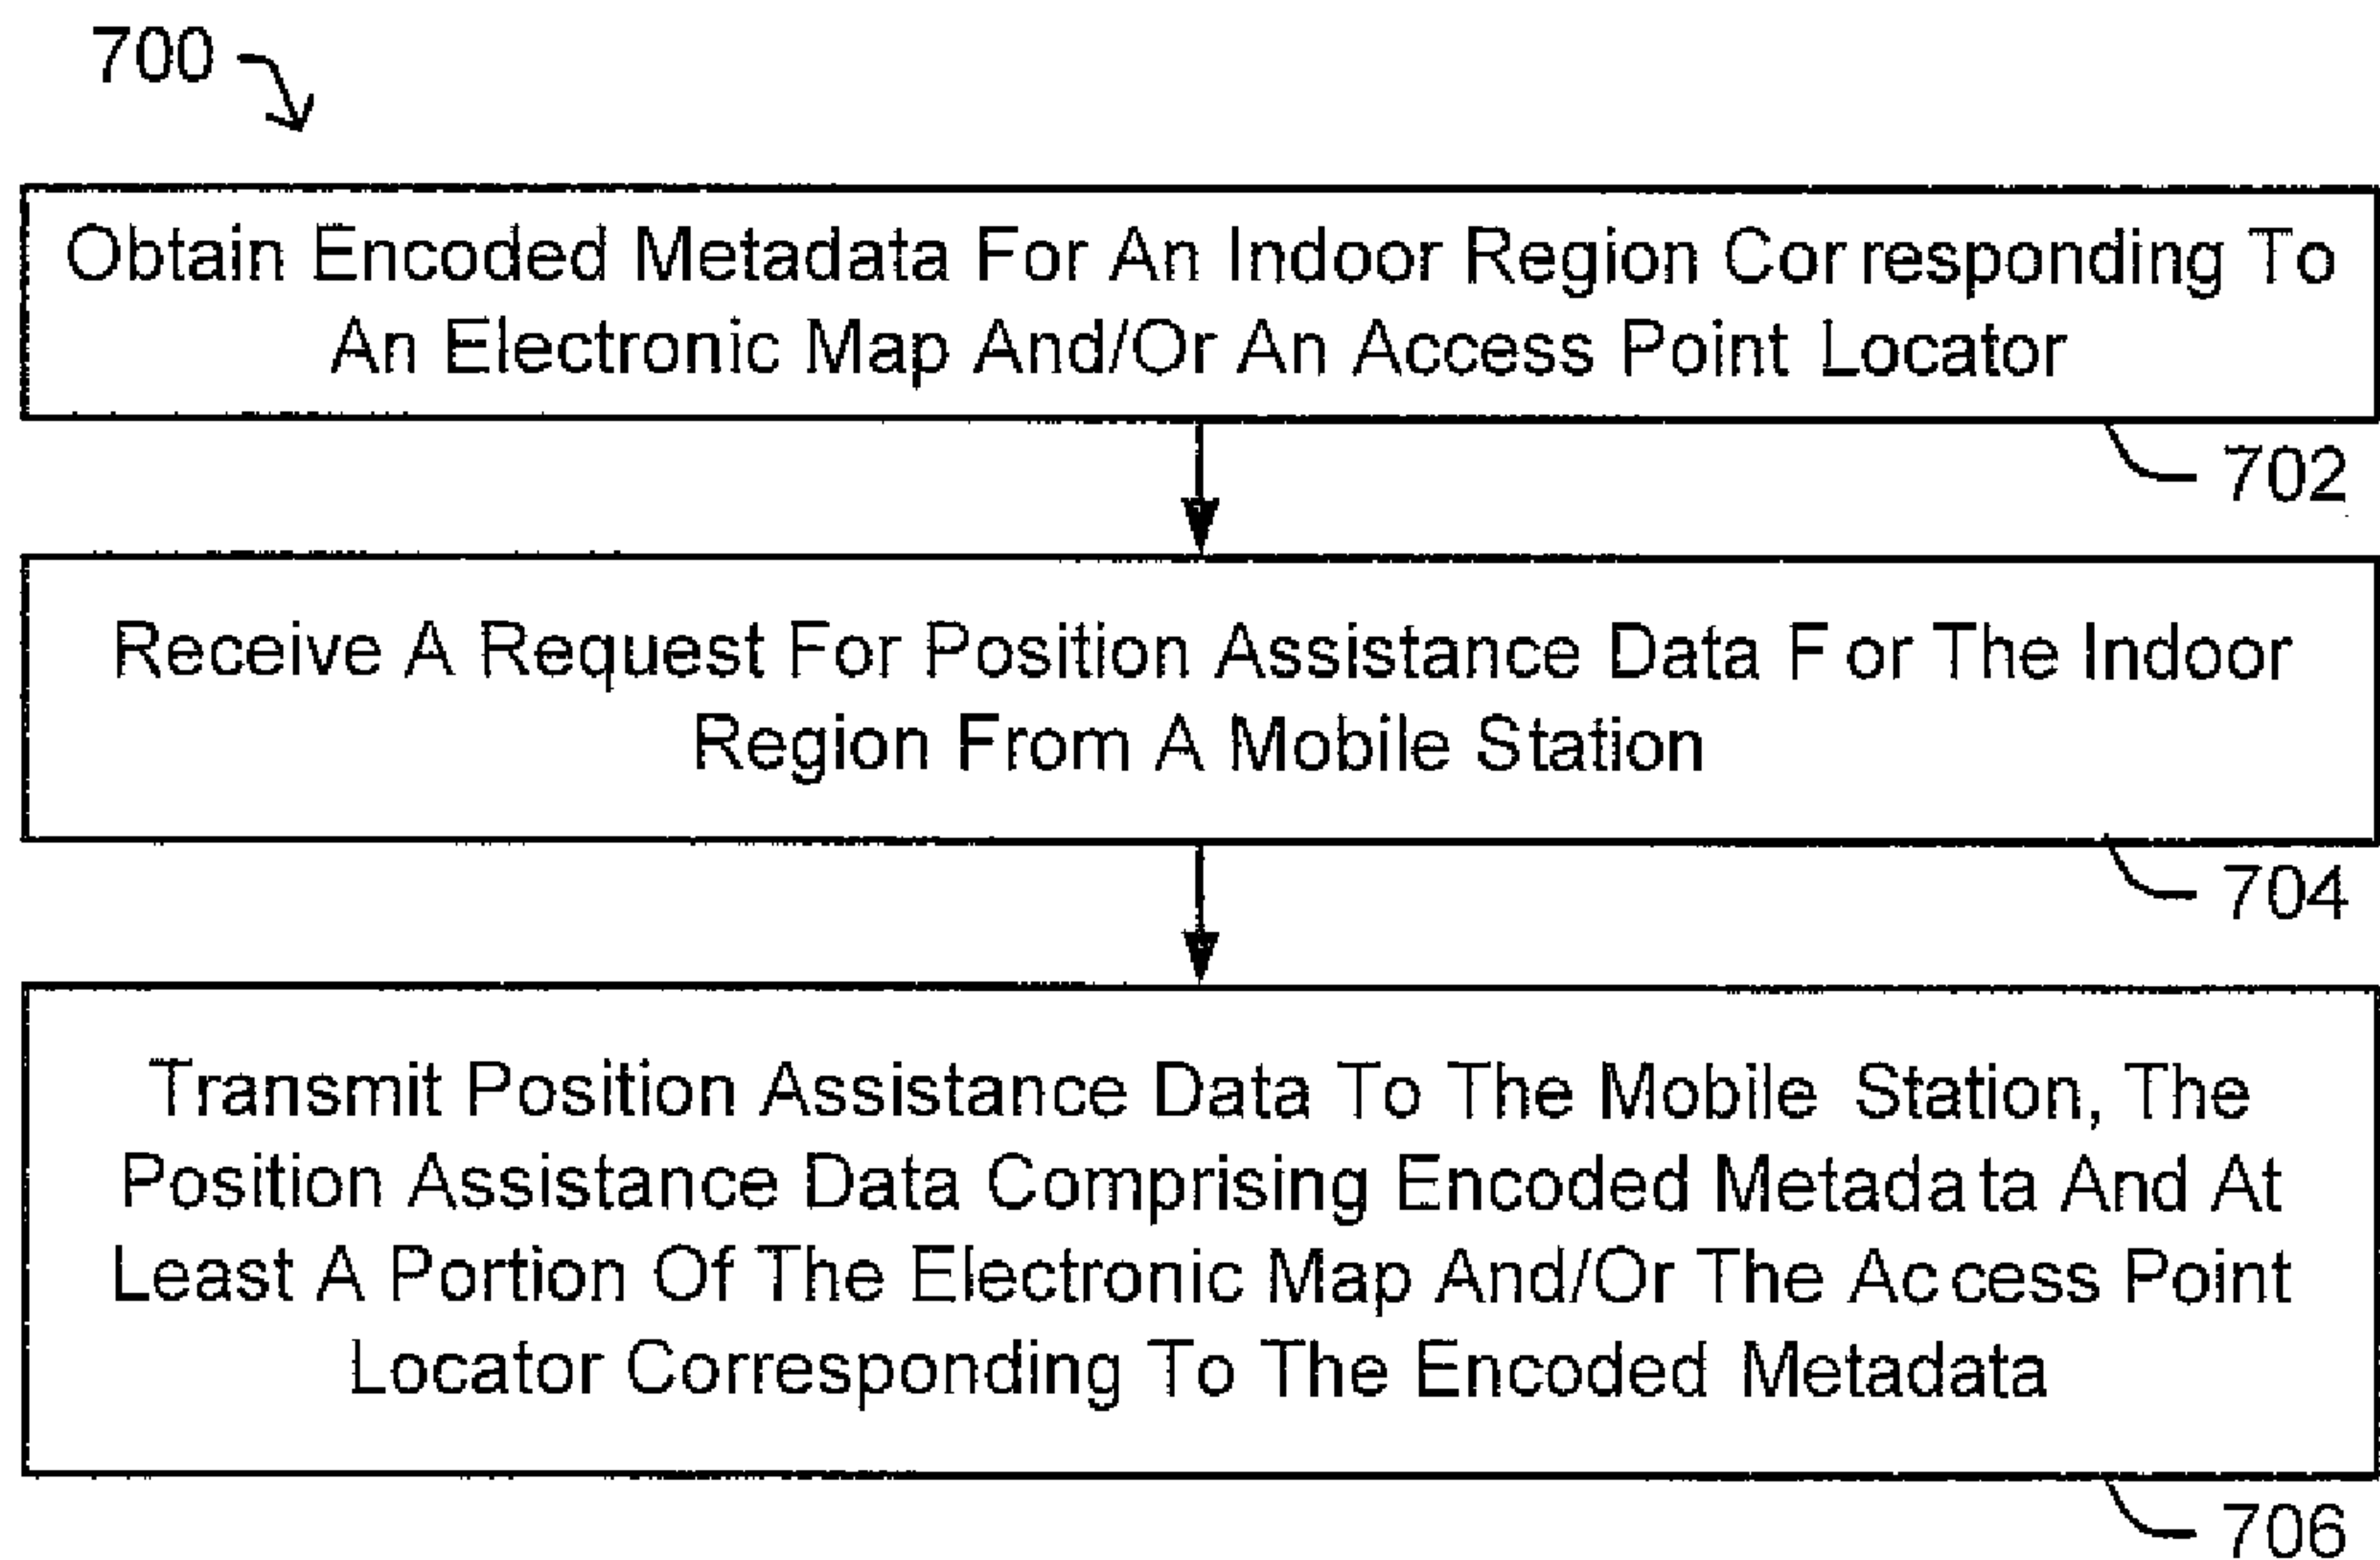 700
Obtain Encoded Metadata For An Indoor Region Corresponding To
An Electronic Map And/Or An Access Point Locator
702
Receive A Request For Position Assistance Data For The Indoor
Region From A Mobile Station
704
Transmit Position Assistance Data To The Mobile Station, The
Position Assistance Data Comprising Encoded Metadata And At
Least A Portion Of The Electronic Map And/Or The Access Point
Locator Corresponding To The Encoded Metadata
706